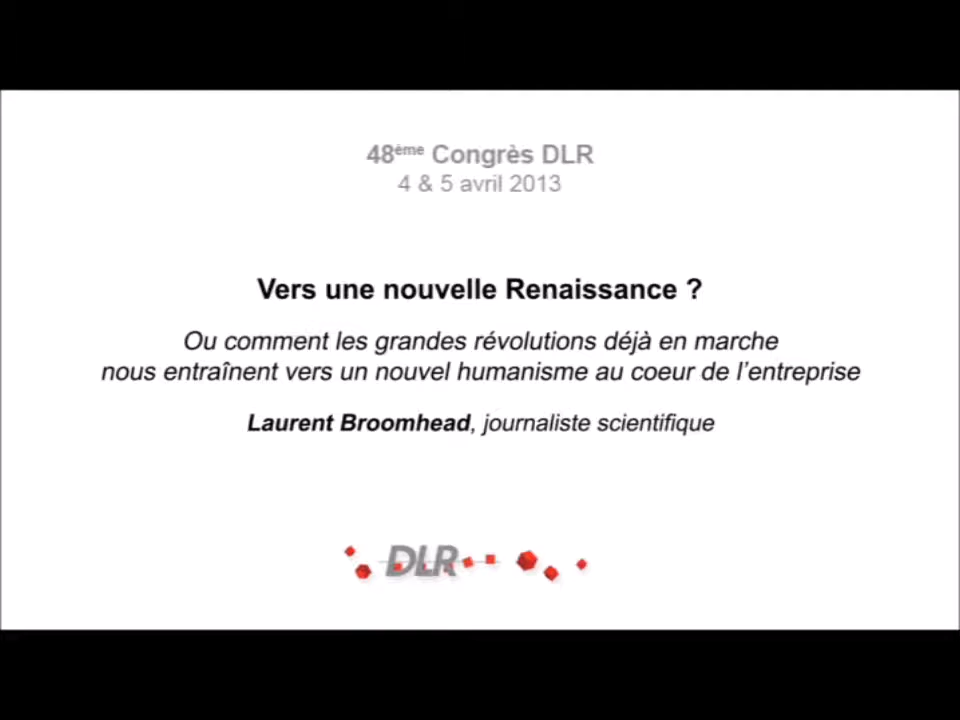 48ème Congrès DLR
4 & 5 avril 2013
Vers une nouvelle Renaissance ?
Ou comment les grandes révolutions déjà en marche
nous entraînent vers un nouvel humanisme au coeur de l'entreprise
Laurent Broomhead, journaliste scientifique
DLR